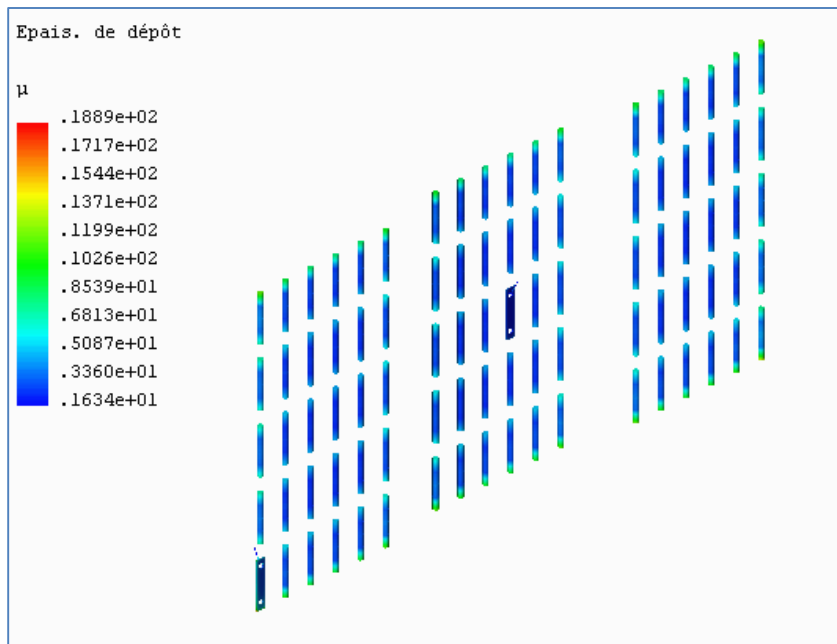 Epais. de dépôt
µ
.1889e+02
.1717e+02
.1544e+02
.1371e+02
.1199e+02
.1026e+02
.8539e+01
.6813e+01
.5087e+01
.3360e+01
.1634e+01